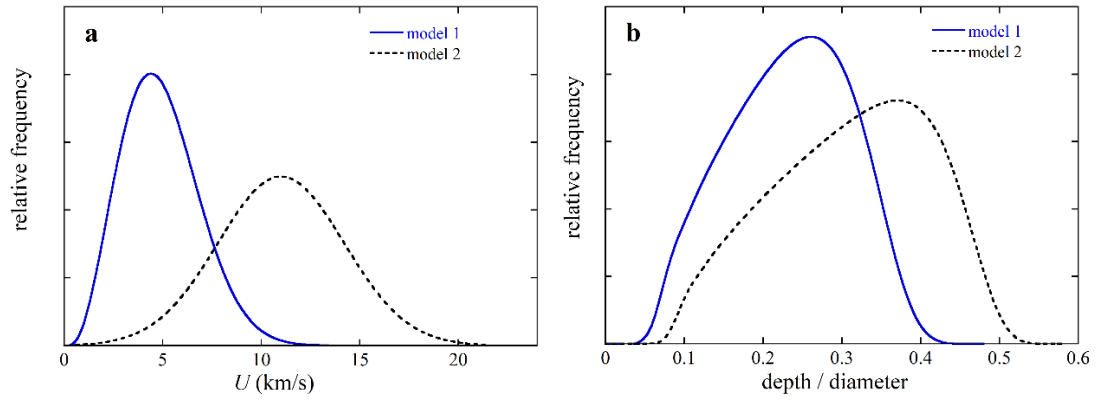 a
model 1
model 2
relative frequency
0 5 10 15 20
U (km/s)
b
model 1
model 2
relative frequency
0 0.1 0.2 0.3 0.4 0.5 0.6
depth / diameter